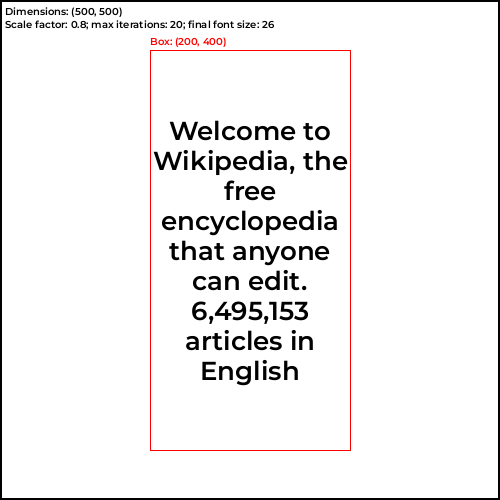 Dimensions: (500, 500)
Scale factor: 0.8; max iterations: 20; final font size: 26
Box: (200, 400)
Welcome to
Wikipedia, the
free
encyclopedia
that anyone
can edit.
6,495,153
articles in
English